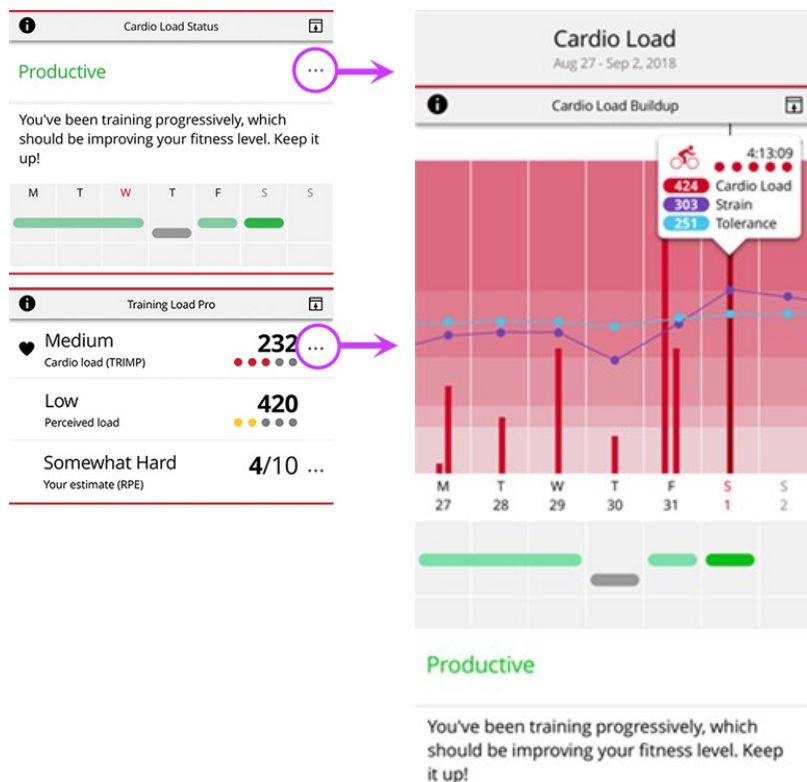 Cardio Load Status
Productive
...
You've been training progressively, which
should be improving your fitness level. Keep it
up!
M T W T F S S
Training Load Pro
Medium 232 ...
Cardio load (TRIMP)
Low 420
Perceived load
Somewhat Hard 4/10 ...
Your estimate (RPE)
Cardio Load
Aug 27 - Sep 2, 2018
Cardio Load Buildup
4:13:09
424 Cardio Load
303 Strain
251 Tolerance
M T W T F S S
27 28 29 30 31 1 2
Productive
You've been training progressively, which
should be improving your fitness level. Keep
it up!